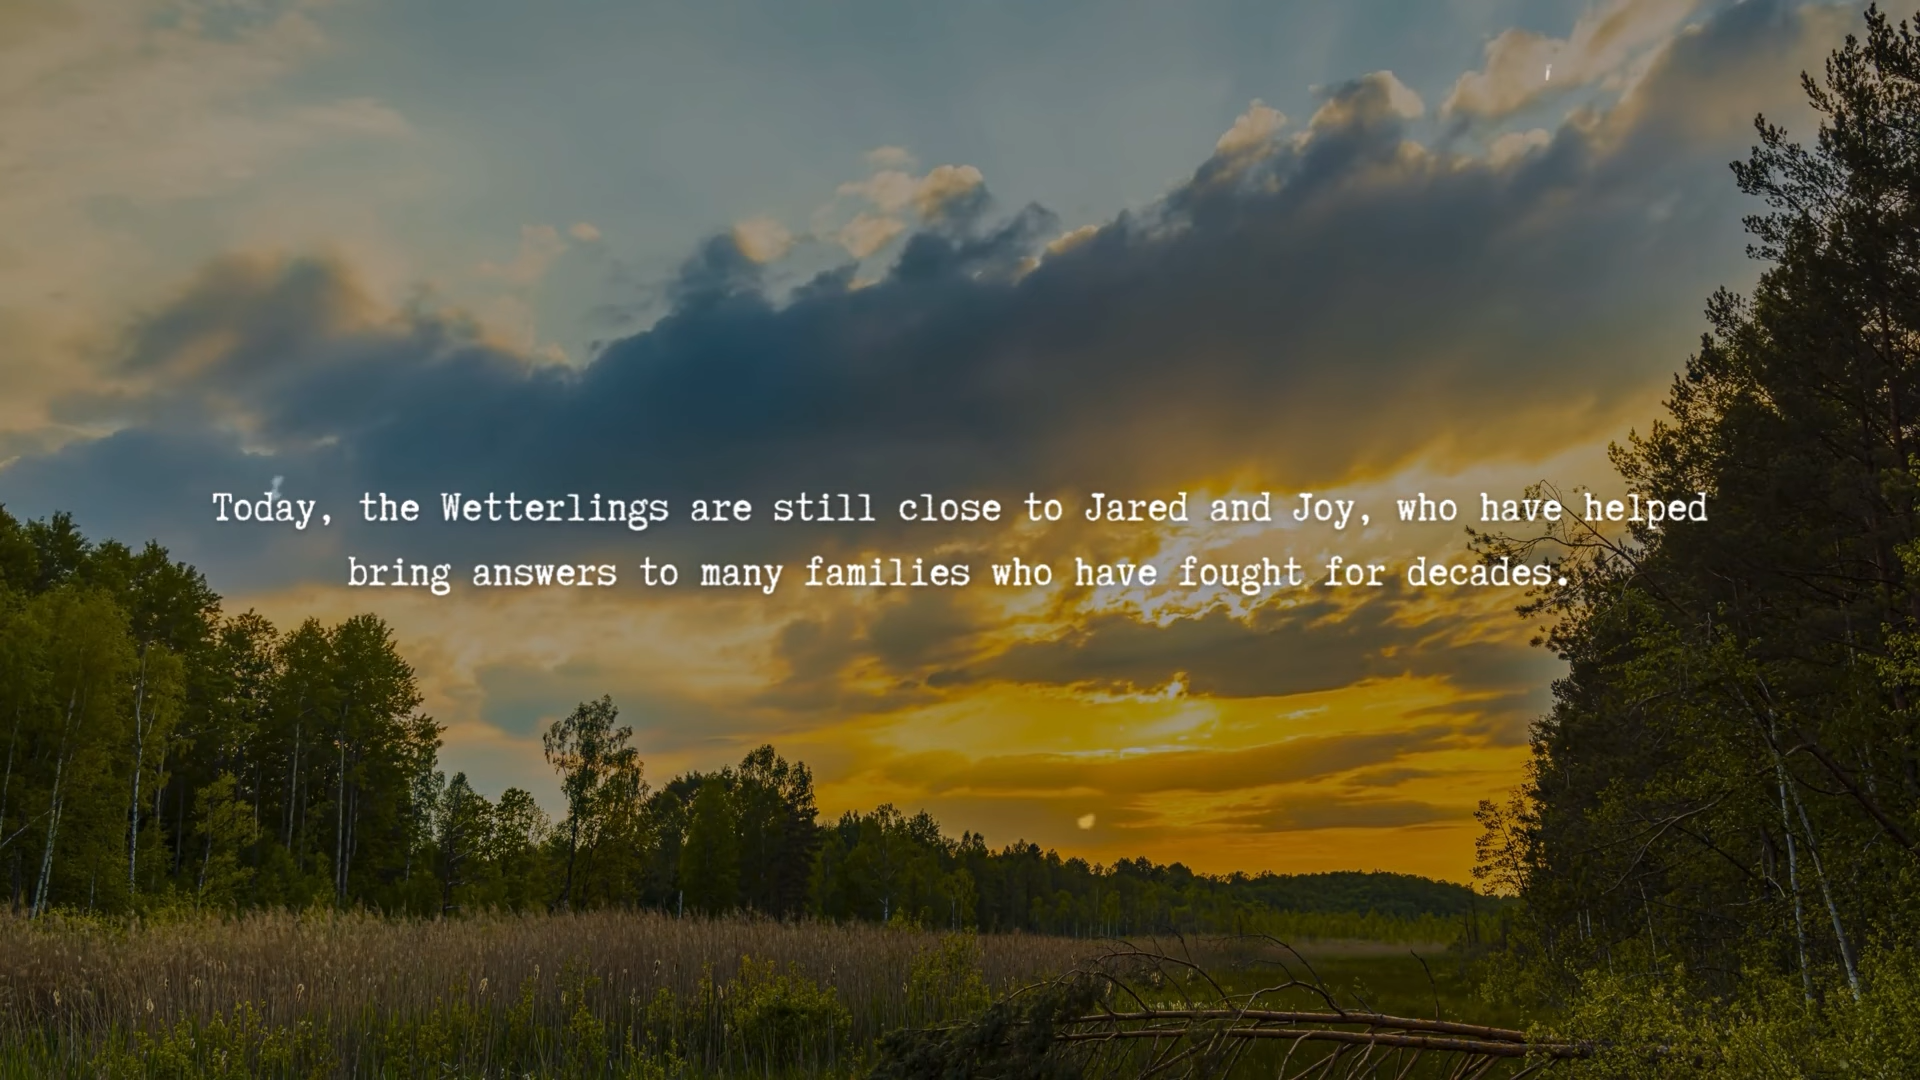 Today, the Wetterlings are still close to Jared and Joy, who have helped
bring answers to many families who have fought for decades.